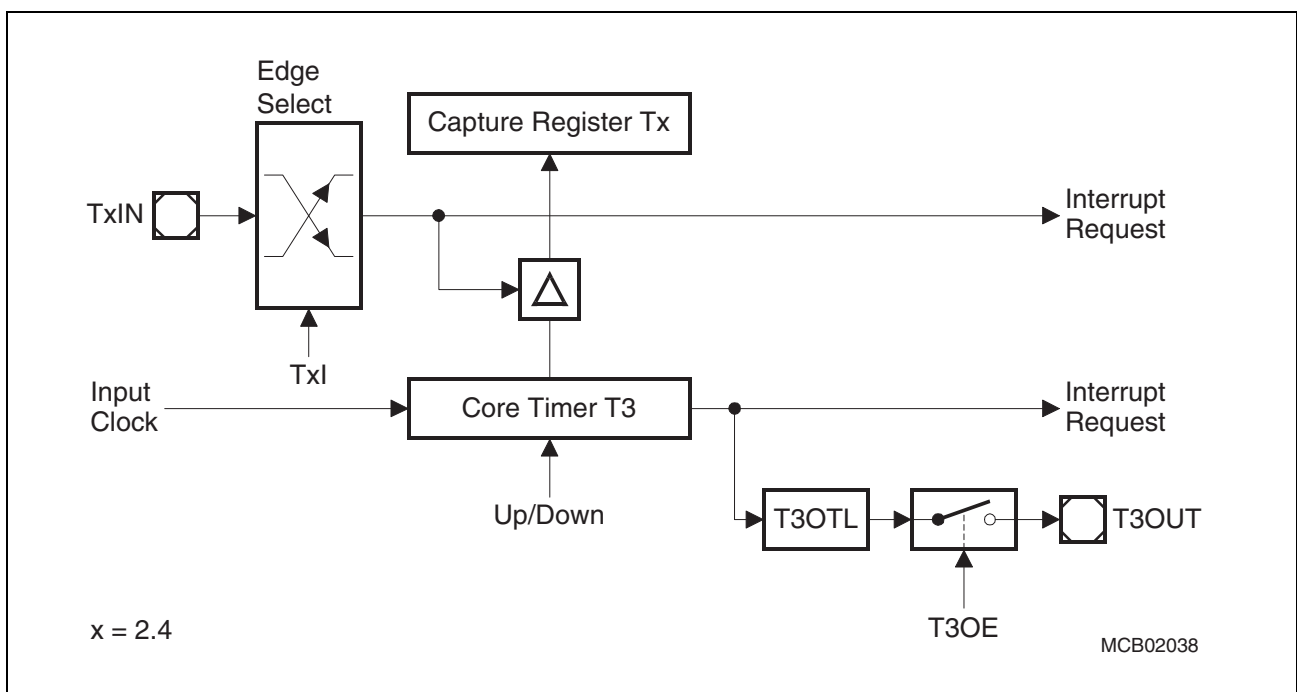 Edge
Select
Capture Register Tx
TxIN
Interrupt
Request
TxI
Input
Clock
Core Timer T3
Interrupt
Request
Up/Down
T3OTL
T3OUT
T3OE
x = 2.4
MCB02038